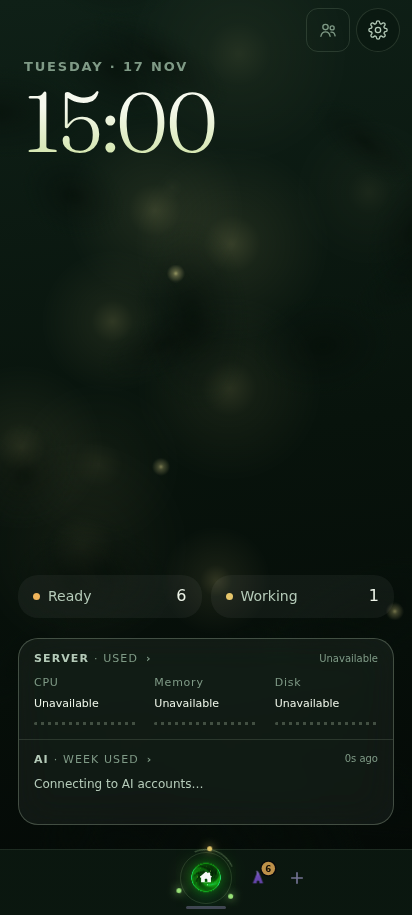 TUESDAY · 17 NOV
15:00
Ready 6
Working 1
SERVER · USED ›
Unavailable
CPU
Memory
Disk
Unavailable
Unavailable
Unavailable
AI · WEEK USED ›
0s ago
Connecting to AI accounts...
6